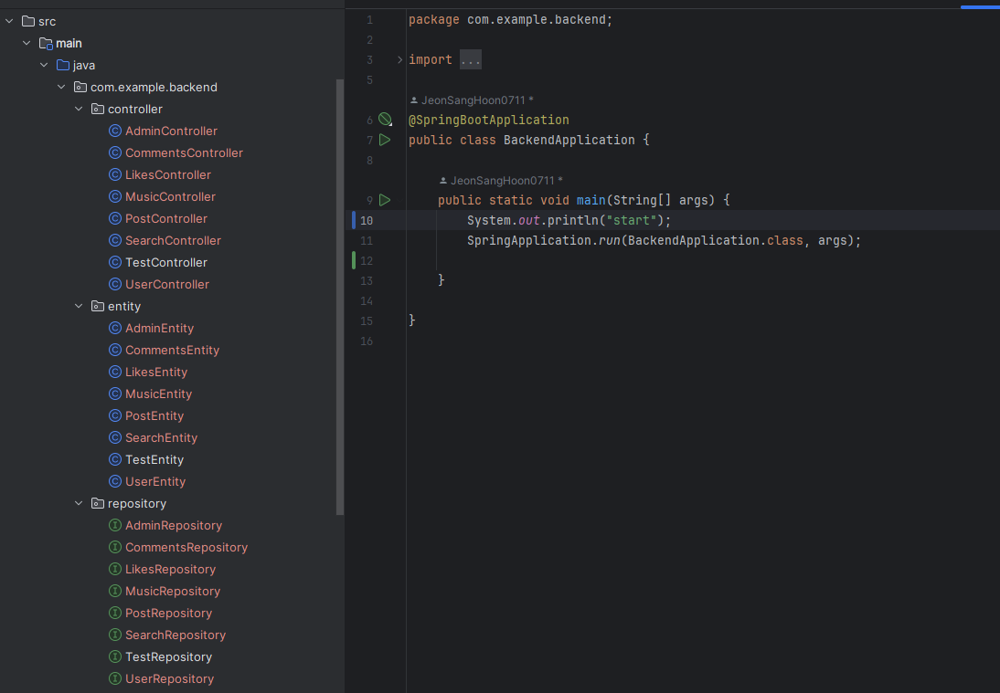 src
main
java
com.example.backend
controller
AdminController
CommentsController
LikesController
MusicController
PostController
SearchController
TestController
UserController
entity
AdminEntity
CommentsEntity
LikesEntity
MusicEntity
PostEntity
SearchEntity
TestEntity
UserEntity
repository
AdminRepository
CommentsRepository
LikesRepository
MusicRepository
PostRepository
SearchRepository
TestRepository
UserRepository
1 package com.example.backend;
2
3 import ...
5
JeonSangHoon0711 *
6 @SpringBootApplication
7 public class BackendApplication {
8
JeonSangHoon0711 *
9 public static void main(String[] args) {
10 System.out.println("start");
11 SpringApplication.run(BackendApplication.class, args);
12
13 }
14
15 }
16